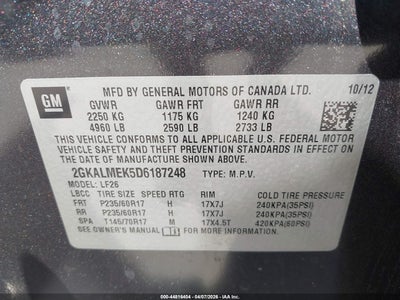 GM
MFD BY GENERAL MOTORS OF CANADA LTD. 10/12
GVWR GAWR FRT GAWR RR
2250 KG 1175 KG 1240 KG
4960 LB 2590 LB 2733 LB
THIS VEHICLE CONFORMS TO ALL APPLICABLE U.S. FEDERAL MOTOR
VEHICLE SAFETY, BUMPER, AND THEFT PREVENTION STANDARDS IN
EFFECT ON THE DATE OF MANUFACTURE SHOWN ABOVE.
2GKALMEK5D6187248 TYPE: M.P.V.
MODEL: LF26
LBCC TIRE SIZE SPEED RTG RIM COLD TIRE PRESSURE
FRT P235/60R17 H 17X7J 240KPA(35PSI)
RR P235/60R17 H 17X7J 240KPA(35PSI)
SPA T145/70R17 M 17X4.5T 420KPA(60PSI)
SEE OWNER'S MANUAL FOR MORE INFORMATION.
000-44816404 - 04/07/2026 -